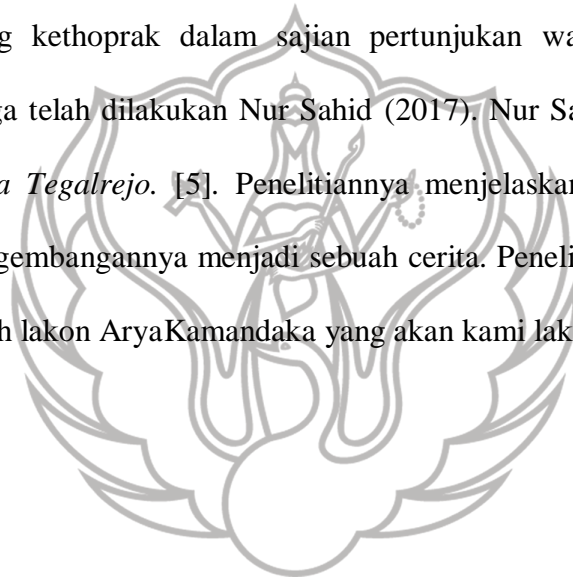 g kethoprak dalam sajian pertunjukan wa
ga telah dilakukan Nur Sahid (2017). Nur Sa
a Tegalrejo. [5]. Penelitiannya menjelaskan
gembangannya menjadi sebuah cerita. Peneli
h lakon AryaKamandaka yang akan kami lak